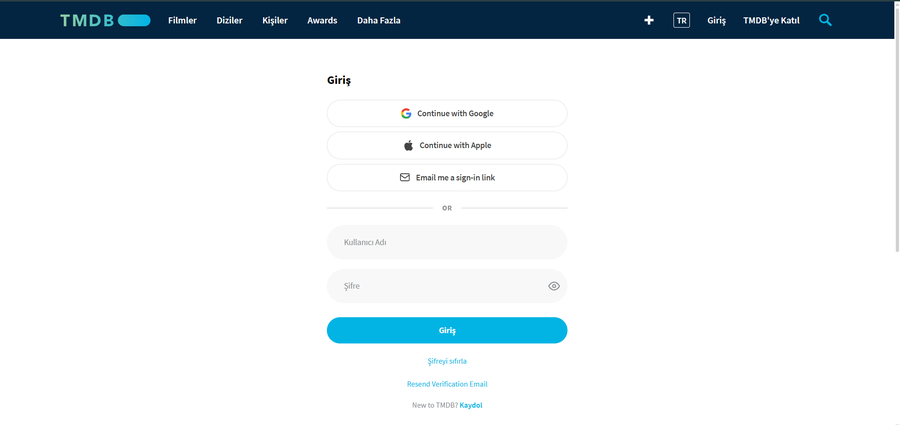 TMDB Filmler Diziler Kişiler Awards Daha Fazla TR Giriş TMDB'ye Katıl
Giriş
Continue with Google
Continue with Apple
Email me a sign-in link
OR
Kullanıcı Adı
Şifre
Giriş
Şifreyi sıfırla
Resend Verification Email
New to TMDB? Kaydol